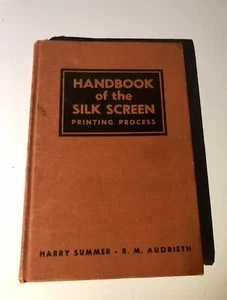 HANDBOOK
of the
SILK SCREEN
PRINTING PROCESS
HARRY SUMMER - R. M. AUDRIETH